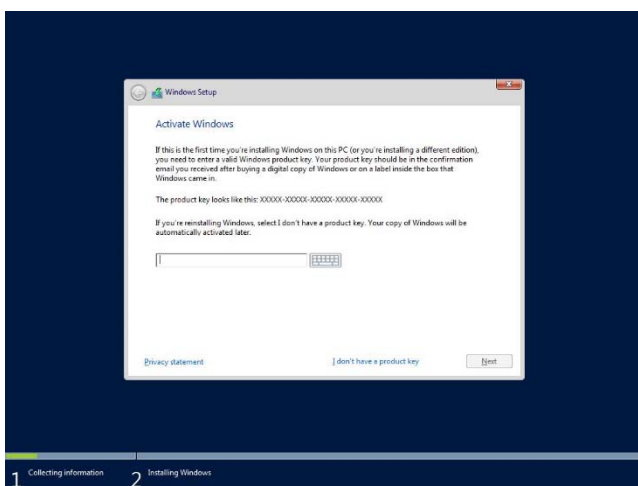 Windows Setup
Activate Windows
If this is the first time you're installing Windows on this PC (or you're installing a different edition),
you need to enter a valid Windows product key. Your product key should be in the confirmation
email you received after buying a digital copy of Windows or on a label inside the box that
Windows came in.
The product key looks like this: XXXXX-XXXXX-XXXXX-XXXXX-XXXXX
If you're reinstalling Windows, select I don't have a product key. Your copy of Windows will be
automatically activated later.
Privacy statement
I don't have a product key
Next
1 Collecting information
2 Installing Windows